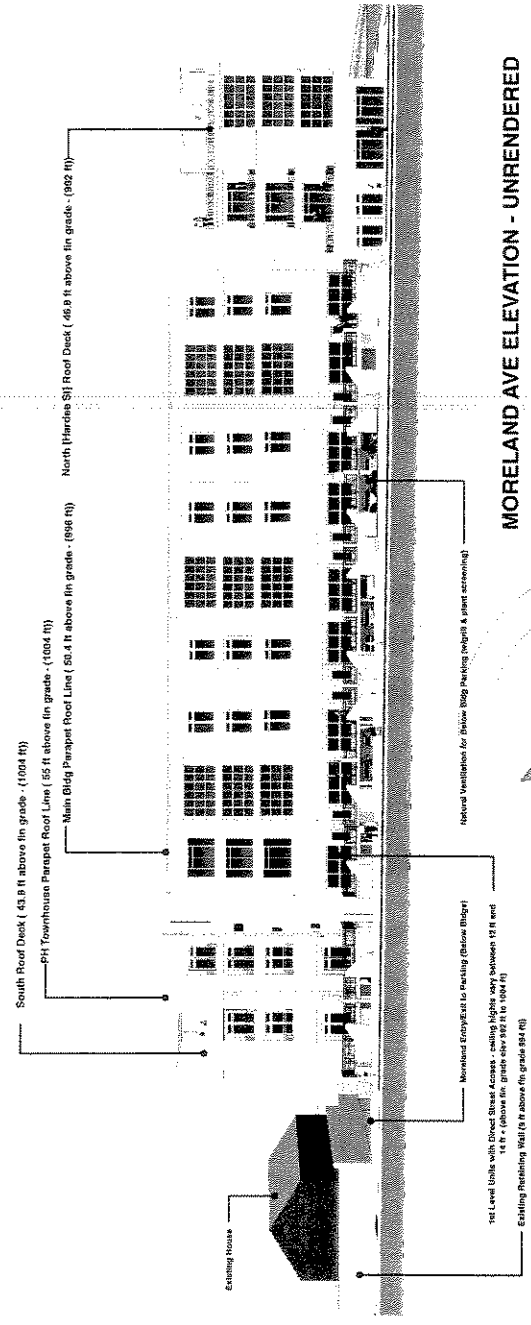 South Roof Deck ( 43.8 ft above fin grade - (1004 ft))
PH Townhouse Parapet Roof Line ( 55 ft above fin grade - (1004 ft))
Main Bldg Parapet Roof Line ( 50.4 ft above fin grade - (996 ft))
North [Hardee St] Roof Deck ( 46.8 ft above fin grade - (992 ft))
Existing House
Moreland Entry/Exit to Parking (Below Bldgs)
Natural Ventilation for Below Bldg Parking (w/grill & plant screening)
1st Level Units with Direct Street Access - ceiling hights vary between 12 ft and
14 ft + (above fin. grade elev 992 ft to 1004 ft)
Existing Retaining Wall (9 ft above fin grade 994 ft)
MORELAND AVE ELEVATION - UNRENDERED